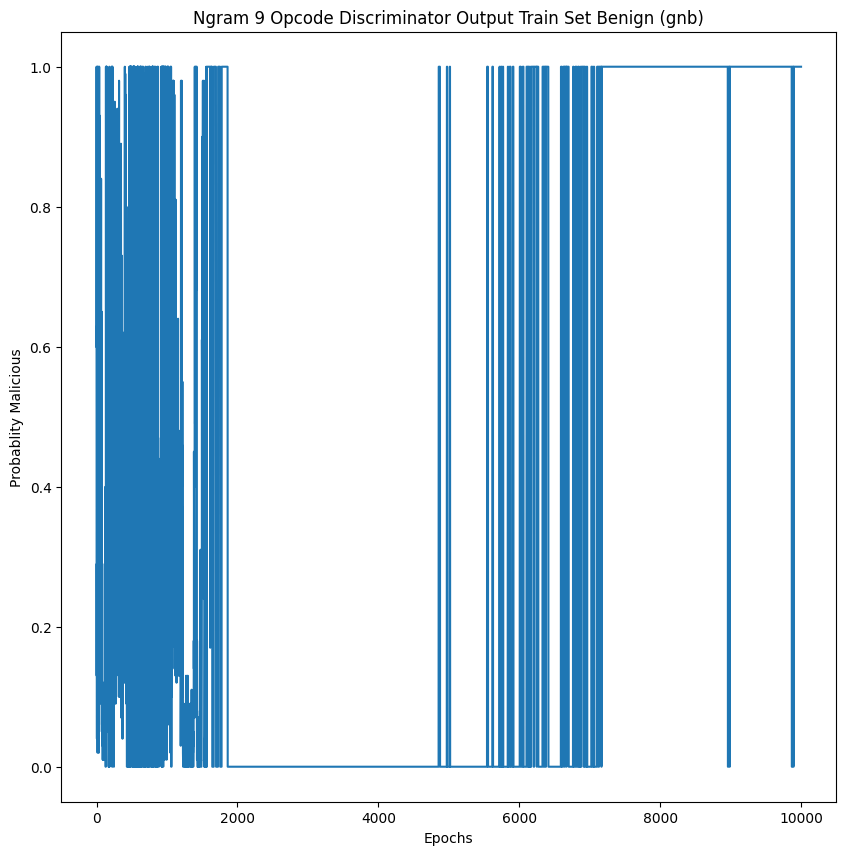 Ngram 9 Opcode Discriminator Output Train Set Benign (gnb)
1.0
0.8
0.6
0.4
0.2
0.0
Probablity Malicious
0 2000 4000 6000 8000 10000
Epochs